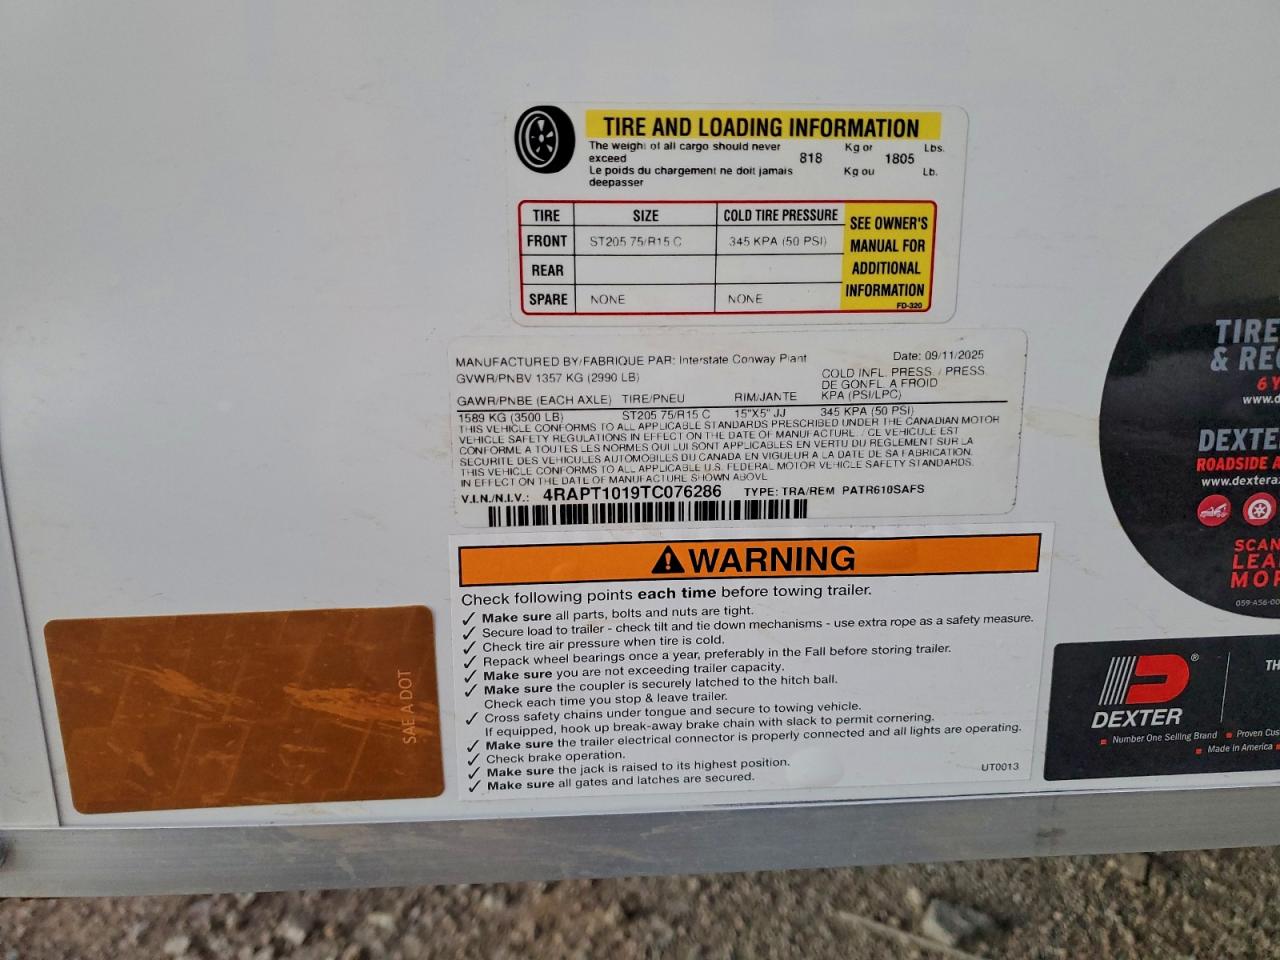 TIRE AND LOADING INFORMATION
The weight of all cargo should never exceed 818 Kg or 1805 Lbs.
Le poids du chargement ne doit jamais deepasser Kg ou Lb.
TIRE SIZE COLD TIRE PRESSURE
FRONT ST205 75/R15 C 345 KPA (50 PSI)
REAR
SPARE NONE NONE
SEE OWNER'S
MANUAL FOR
ADDITIONAL
INFORMATION
FD-320
MANUFACTURED BY/FABRIQUE PAR: Interstate Conway Plant Date: 09/11/2025
GVWR/PNBV 1357 KG (2990 LB)
COLD INFL. PRESS. / PRESS.
DE GONFL. A FROID
GAWR/PNBE (EACH AXLE) TIRE/PNEU RIM/JANTE KPA (PSI/LPC)
1589 KG (3500 LB) ST205 75/R15 C 15"X5" JJ 345 KPA (50 PSI)
THIS VEHICLE CONFORMS TO ALL APPLICABLE STANDARDS PRESCRIBED UNDER THE CANADIAN MOTOR
VEHICLE SAFETY REGULATIONS IN EFFECT ON THE DATE OF MANUFACTURE. / CE VEHICULE EST
CONFORME A TOUTES LES NORMES QUI LUI SONT APPLICABLES EN VERTU DU REGLEMENT SUR LA
SECURITE DES VEHICULES AUTOMOBILES DU CANADA EN VIGUEUR A LA DATE DE SA FABRICATION.
THIS VEHICLE CONFORMS TO ALL APPLICABLE U.S. FEDERAL MOTOR VEHICLE SAFETY STANDARDS.
IN EFFECT ON THE DATE OF MANUFACTURE SHOWN ABOVE
V.I.N./N.I.V.: 4RAPT1019TC076286 TYPE: TRA/REM PATR610SAFS
WARNING
Check following points each time before towing trailer.
✓ Make sure all parts, bolts and nuts are tight.
✓ Secure load to trailer - check tilt and tie down mechanisms - use extra rope as a safety measure.
✓ Check tire air pressure when tire is cold.
✓ Repack wheel bearings once a year, preferably in the Fall before storing trailer.
✓ Make sure you are not exceeding trailer capacity.
✓ Make sure the coupler is securely latched to the hitch ball.
Check each time you stop & leave trailer.
✓ Cross safety chains under tongue and secure to towing vehicle.
If equipped, hook up break-away brake chain with slack to permit cornering.
✓ Make sure the trailer electrical connector is properly connected and all lights are operating.
✓ Check brake operation.
✓ Make sure the jack is raised to its highest position.
✓ Make sure all gates and latches are secured.
UT0013
SAE A DOT
TIRE
& REC
6 Y
www.d
DEXTE
ROADSIDE A
www.dextera
SCAN
LEA
MOR
059-A56-00
DEXTER®
TH
Number One Selling Brand
Proven Cus
Made in America